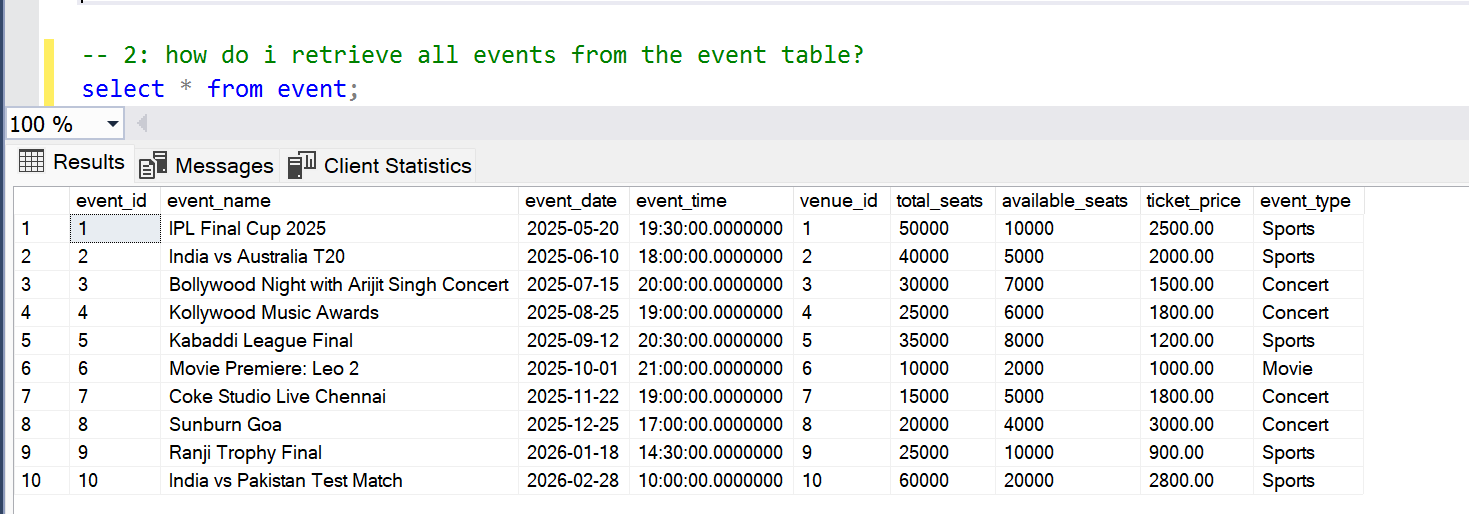 -- 2: how do i retrieve all events from the event table?
select * from event;
100 %
Results Messages Client Statistics
event_id event_name event_date event_time venue_id total_seats available_seats ticket_price event_type
1 1 IPL Final Cup 2025 2025-05-20 19:30:00.0000000 1 50000 10000 2500.00 Sports
2 2 India vs Australia T20 2025-06-10 18:00:00.0000000 2 40000 5000 2000.00 Sports
3 3 Bollywood Night with Arijit Singh Concert 2025-07-15 20:00:00.0000000 3 30000 7000 1500.00 Concert
4 4 Kollywood Music Awards 2025-08-25 19:00:00.0000000 4 25000 6000 1800.00 Concert
5 5 Kabaddi League Final 2025-09-12 20:30:00.0000000 5 35000 8000 1200.00 Sports
6 6 Movie Premiere: Leo 2 2025-10-01 21:00:00.0000000 6 10000 2000 1000.00 Movie
7 7 Coke Studio Live Chennai 2025-11-22 19:00:00.0000000 7 15000 5000 1800.00 Concert
8 8 Sunburn Goa 2025-12-25 17:00:00.0000000 8 20000 4000 3000.00 Concert
9 9 Ranji Trophy Final 2026-01-18 14:30:00.0000000 9 25000 10000 900.00 Sports
10 10 India vs Pakistan Test Match 2026-02-28 10:00:00.0000000 10 60000 20000 2800.00 Sports